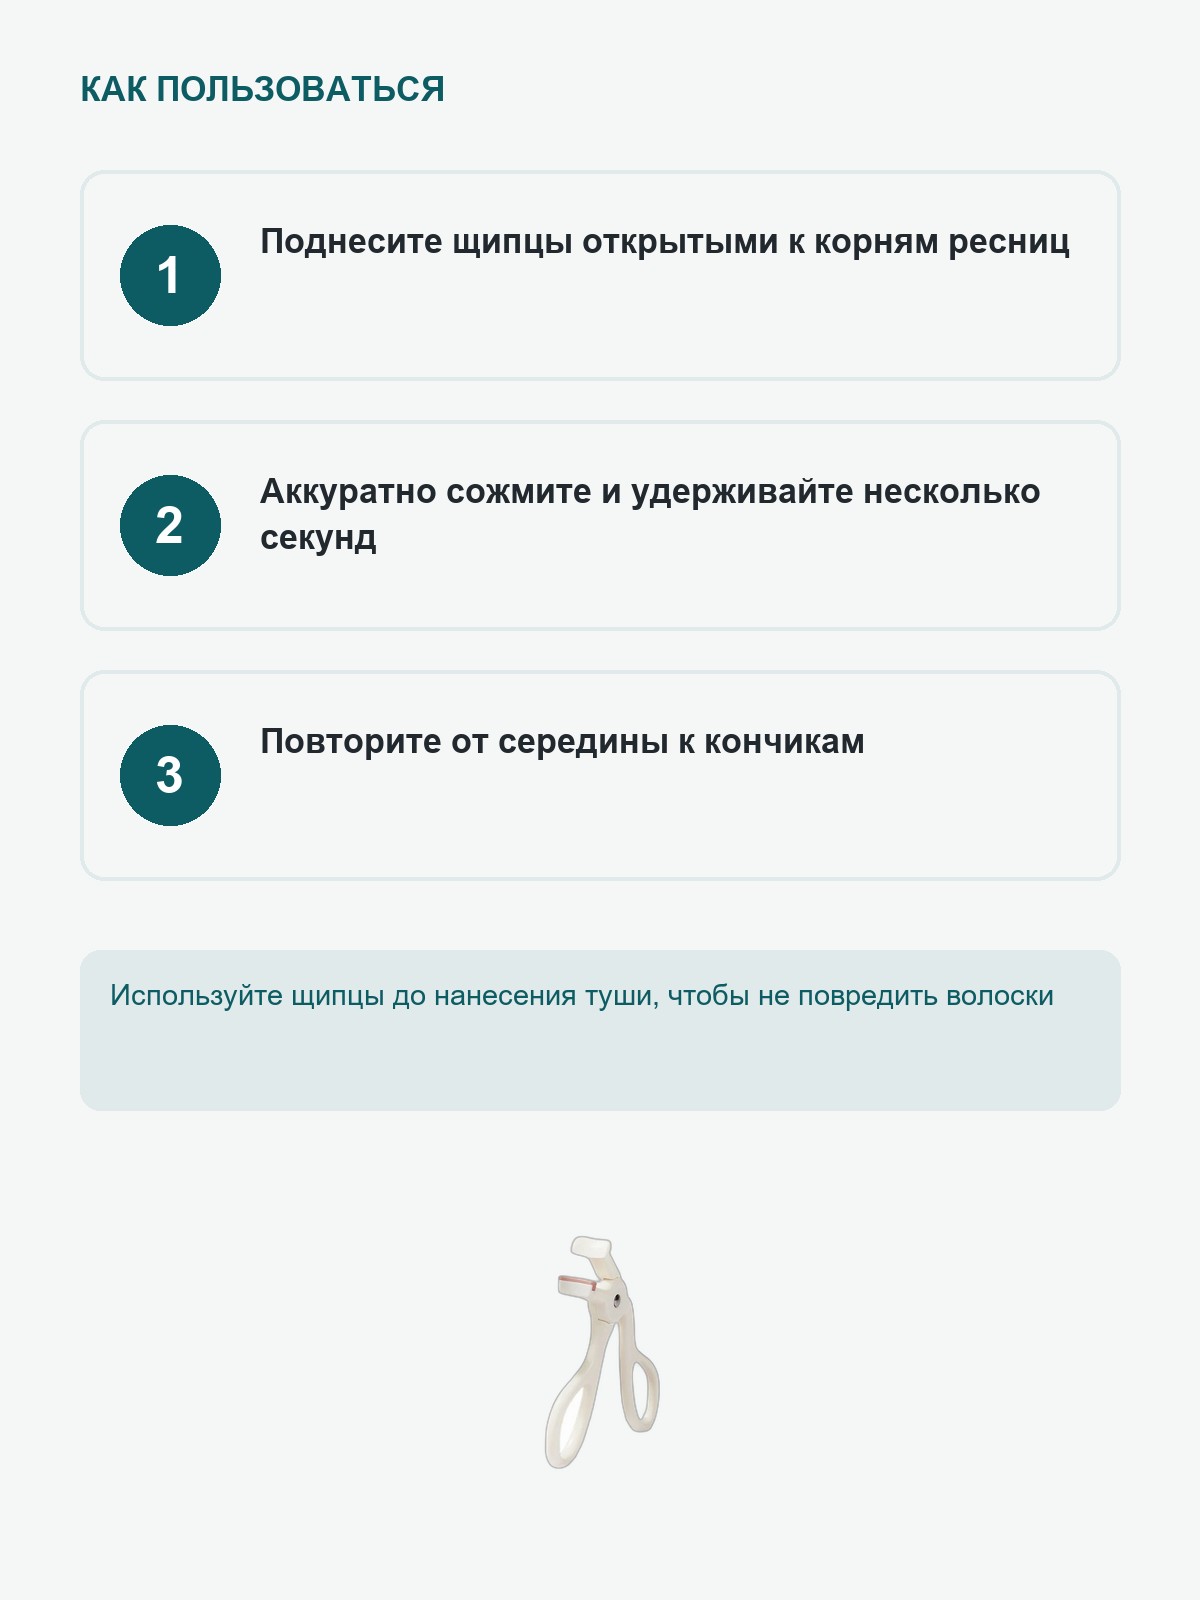 КАК ПОЛЬЗОВАТЬСЯ
1
Поднесите щипцы открытыми к корням ресниц
2
Аккуратно сожмите и удерживайте несколько
секунд
3
Повторите от середины к кончикам
Используйте щипцы до нанесения туши, чтобы не повредить волоски